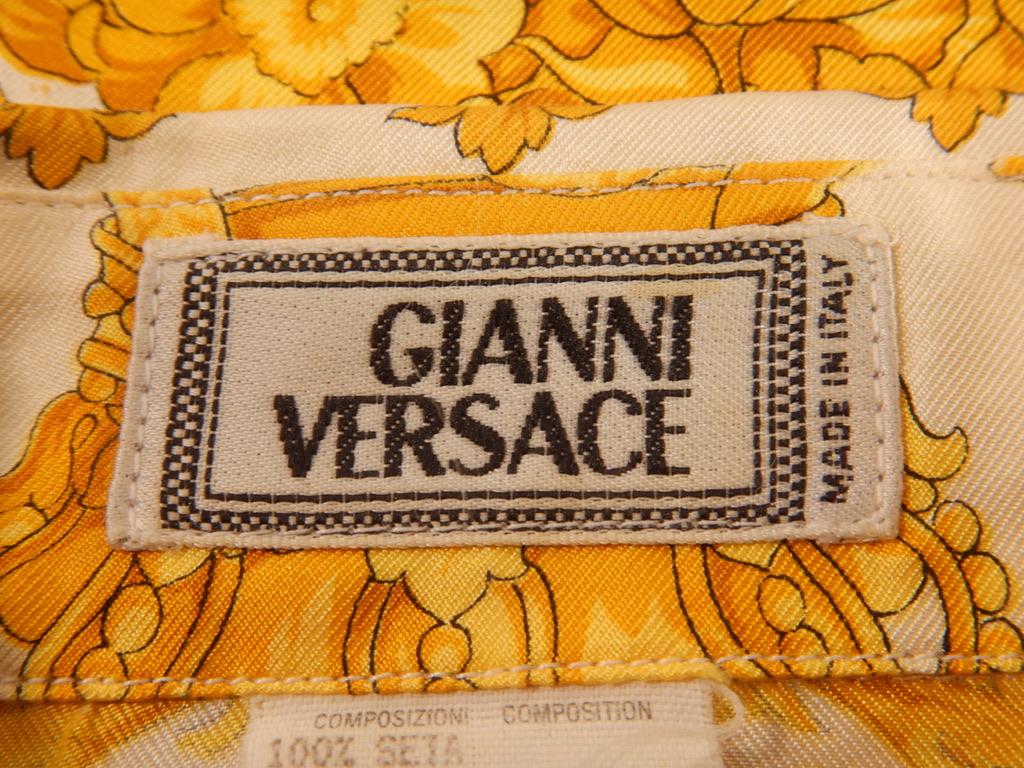 GIANNI
VERSACE
MADE IN ITALY
COMPOSIZIONI COMPOSITION
100% SETA